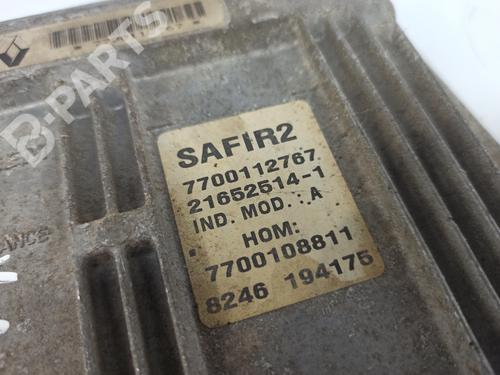 B-PARTS
SAFIR2
7700112767
21652514-1
IND. MOD. : A
HOM:
7700108811
8246 194175